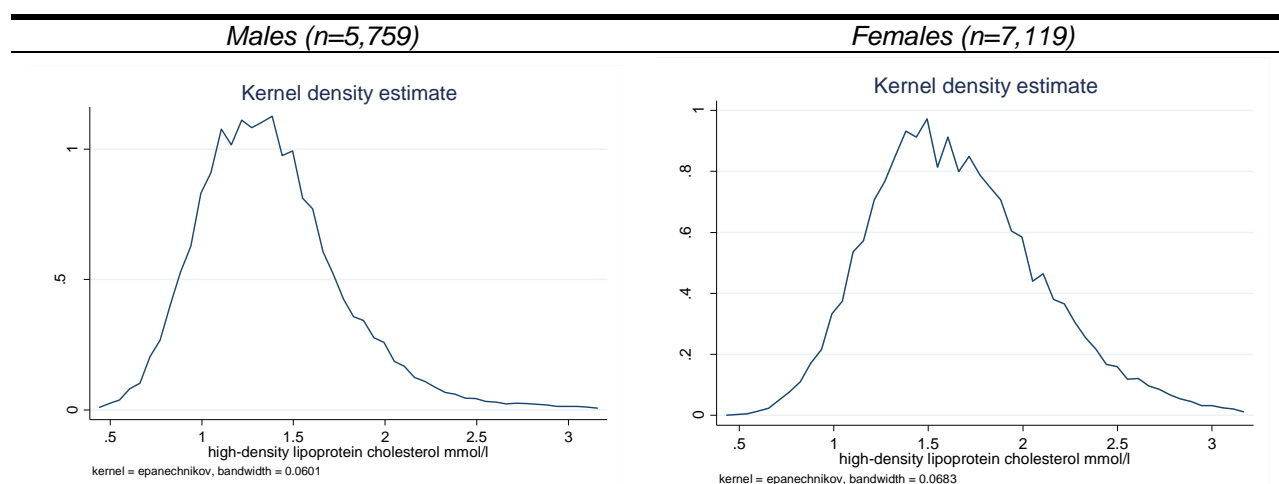 Males (n=5,759)
Females (n=7,119)
Kernel density estimate
1
.5
0
.5 1 1.5 2 2.5 3
high-density lipoprotein cholesterol mmol/l
kernel = epanechnikov, bandwidth = 0.0601
Kernel density estimate
1
.8
.6
.4
.2
0
.5 1 1.5 2 2.5 3
high-density lipoprotein cholesterol mmol/l
kernel = epanechnikov, bandwidth = 0.0683